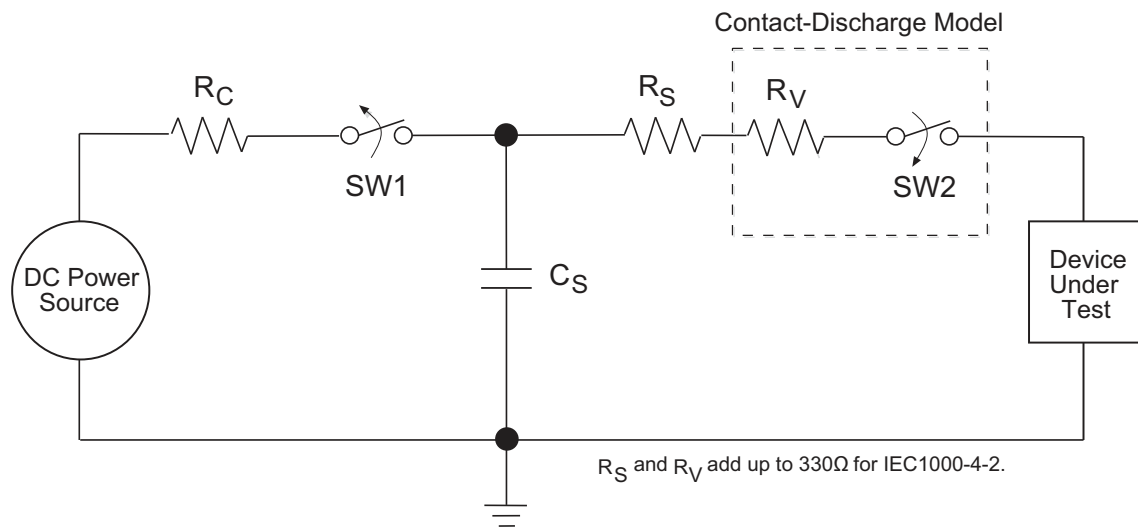 Contact-Discharge Model
RC
SW1
RS
RV
SW2
DC Power
Source
CS
Device
Under
Test
RS and RV add up to 330Ω for IEC1000-4-2.